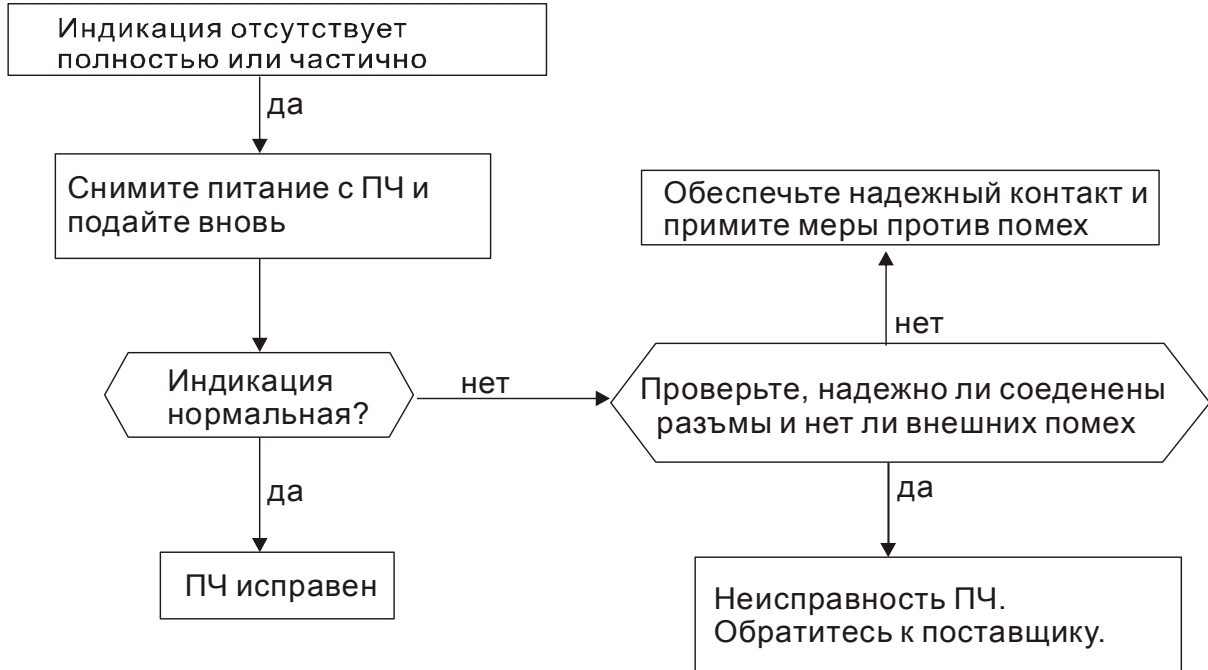 Индикация отсутствует
полностью или частично
да
Снимите питание с ПЧ и
подайте вновь
Индикация
нормальная?
да
ПЧ исправен
нет
Проверьте, надежно ли соеденены
разъмы и нет ли внешних помех
нет
Обеспечьте надежный контакт и
примите меры против помех
да
Неисправность ПЧ.
Обратитесь к поставщику.